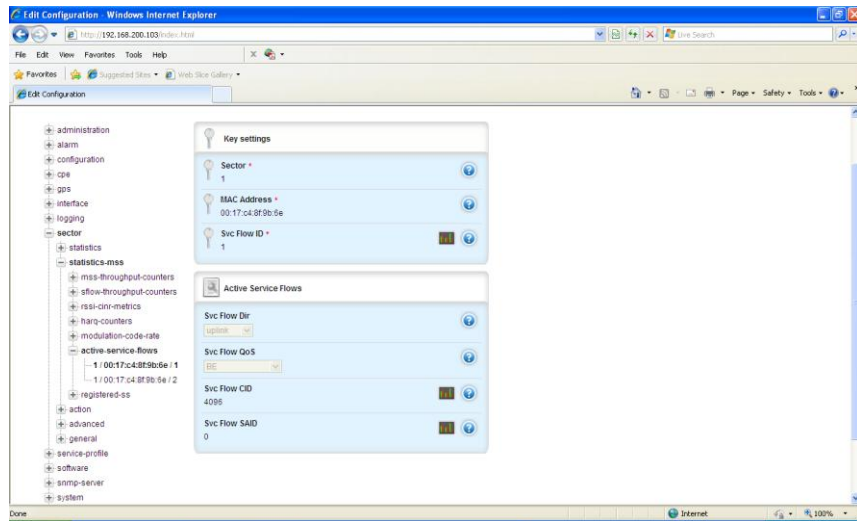 Edit Configuration - Windows Internet Explorer
http://192.168.200.103/index.html
Live Search
File Edit View Favorites Tools Help
Favorites Suggested Sites Web Slice Gallery
Edit Configuration
Page Safety Tools
administration
alarm
configuration
cpe
gps
interface
logging
sector
statistics
statistics-mss
mss-throughput-counters
sflow-throughput-counters
rssi-cinr-metrics
harq-counters
modulation-code-rate
active-service-flows
1 / 00:17:c4:8f:9b:6e / 1
1 / 00:17:c4:8f:9b:6e / 2
registered-ss
action
advanced
general
service-profile
software
snmp-server
system
Key settings
Sector *
1
MAC Address *
00:17:c4:8f:9b:6e
Svc Flow ID *
1
Active Service Flows
Svc Flow Dir
uplink
Svc Flow QoS
BE
Svc Flow CID
4096
Svc Flow SAID
0
Done
Internet
100%